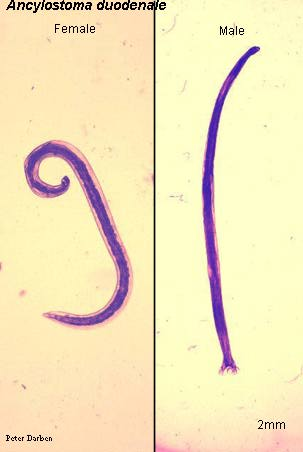 Ancylostoma duodenale
Female
Male
2mm
Peter Darben